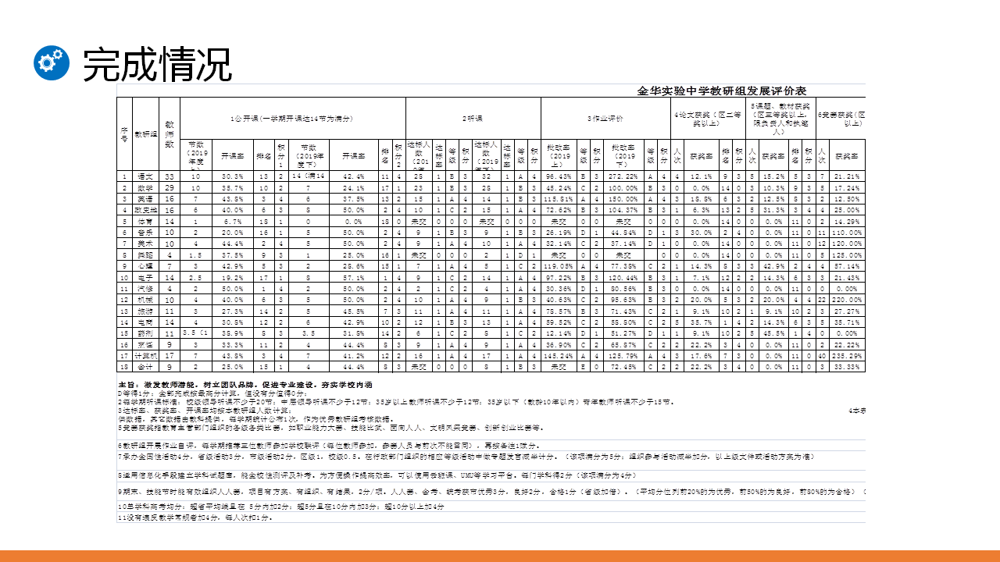 完成情况
金华实验中学教研组发展评价表
序号 教研组 教师数 1公开课(一学期开课达14节为满分) 2听课 3作业评价 4论文获奖（区二等奖以上） 5课题、教材获奖（区三等奖以上，限负责人和执笔人） 6竞赛获奖(区 以上)
节数（2019年度上） 开课率 排名 积分1 节数（2019年度下） 开课率 排名 积分2 达标人数（201 达标率 等级 积分 达标人数（2019 达标率 等级 积分 批改率（2019上） 等级 积分 批改率（2019下） 等级 积分 人次 获奖率 排名 积分 人次 获奖率 排名 积分 人次 获奖率
1 语文 33 10 30.3% 13 2 14（满14 42.4% 11 4 28 1 B 3 32 1 A 4 96.43% B 3 272.22% A 4 4 12.1% 9 3 5 15.2% 5 3 7 21.21%
2 数学 29 10 35.7% 10 2 7 24.1% 17 1 23 1 B 3 28 1 B 3 45.24% C 2 100.00% B 3 0 0.0% 14 0 3 10.3% 9 3 5 17.24%
3 英语 16 7 43.8% 3 4 6 37.5% 13 2 15 1 A 4 14 1 B 3 115.81% A 4 150.00% A 4 3 18.8% 6 3 2 12.5% 8 3 2 12.50%
4 政史地 16 6 40.0% 6 3 8 50.0% 2 4 10 1 C 2 15 1 A 4 72.62% B 3 104.37% B 3 1 6.3% 13 2 5 31.3% 3 4 4 25.00%
5 体育 14 1 6.7% 18 1 0 0.0% 18 0 未交 0 0 0 未交 0 0 0 未交 0 0 未交 0 0 0 0.0% 14 0 0 0.0% 11 0 2 14.29%
6 音乐 10 2 20.0% 16 1 5 50.0% 2 4 9 1 B 3 9 1 B 3 26.19% D 1 44.84% D 1 3 30.0% 2 4 0 0.0% 11 0 11 110.00%
7 美术 10 4 44.4% 2 4 5 50.0% 2 4 9 1 A 4 10 1 A 4 32.14% C 2 37.14% D 1 0 0.0% 14 0 0 0.0% 11 0 12 120.00%
8 舞蹈 4 1.5 37.5% 9 3 1 25.0% 16 1 未交 0 0 0 2 1 D 1 未交 0 0 未交 0 0 0.0% 14 0 0 0.0% 11 0 5 125.00%
9 心理 7 3 42.9% 5 3 2 28.6% 15 1 7 1 A 4 5 1 C 2 119.05% A 4 77.38% C 2 1 14.3% 8 3 3 42.9% 2 4 4 57.14%
10 电子 14 2.5 19.2% 17 1 8 57.1% 1 4 9 1 C 2 14 1 A 4 97.22% B 3 120.44% B 3 1 7.1% 12 2 2 14.3% 6 3 3 21.43%
11 汽修 4 2 50.0% 1 4 2 50.0% 2 4 2 1 C 2 4 1 A 4 30.36% D 1 80.56% B 3 0 0.0% 14 0 0 0.0% 11 0 0 0.00%
12 机械 10 4 40.0% 6 3 5 50.0% 2 4 10 1 A 4 9 1 B 3 40.63% C 2 95.63% B 3 2 20.0% 5 3 2 20.0% 4 4 22 220.00%
13 旅游 11 3 27.3% 14 2 5 45.5% 7 3 11 1 A 4 11 1 A 4 78.57% B 3 71.43% C 2 1 9.1% 10 2 1 9.1% 10 2 3 27.27%
14 电商 14 4 30.8% 12 2 6 42.9% 10 2 12 1 B 3 13 1 A 4 59.52% C 2 58.80% C 2 5 35.7% 1 4 2 14.3% 6 3 5 35.71%
15 药剂 11 3.5（1 38.9% 8 3 3.5 31.8% 14 2 6 1 C 2 8 1 C 2 12.14% D 1 51.27% D 1 1 9.1% 10 2 5 45.5% 1 4 0 0.00%
16 烹饪 9 3 33.3% 11 2 4 44.4% 8 3 9 1 A 4 9 1 A 4 36.90% C 2 65.87% C 2 2 22.2% 3 4 0 0.0% 11 0 2 22.22%
17 计算机 17 7 43.8% 3 4 7 41.2% 12 2 16 1 A 4 17 1 A 4 145.24% A 4 125.79% A 4 3 17.6% 7 3 0 0.0% 11 0 40 235.29%
18 会计 9 2 25.0% 15 1 4 44.4% 8 3 未交 0 0 0 8 1 B 3 未交 E 0 72.45% C 2 2 22.2% 3 4 0 0.0% 11 0 3 33.33%
主旨：激发教师潜能，树立团队品牌，促进专业建设，夯实学校内涵
D等得1分；全部完成按最高分计算，但没有分值得0分；
2每学期听课标准：校级领导听课不少于20节；中层领导听课不少于12节；35岁以上教师听课不少于12节；35岁以下（教龄10年以内）青年教师听课不少于15节。
3达标率、获奖率、开课率均按本教研组人数计算； 4本表
供数据，其它数据由教科提供，每学期统计公布1次，作为优秀教研组考核数据。
5竞赛获奖指教育主管部门组织的各级各类比赛，如职业能力大赛、技能比武、面向人人、文明风采竞赛、创新创业比赛等。
6教研组开展作业自评，每学期推荐三位教师参加学校联评（每位教师参加，参赛人员与前次不能雷同），再按备注1赋分。
7承办全国性活动4分，省级活动3分，市级活动2分，区级1，校级0.5。在行政部门组织的相应等级活动中做专题发言减半计分。（该项满分为5分；组织参与活动减半加分，以上级文件或活动方案为准）
8运用信息化手段建立学科试题库，能全校性测评及补考。为方便操作提高效率，可以使用云班课、UMU等学习平台。每门学科得2分（该项满分为4分）
9期末、技能节时能有效组织人人赛，项目有方案、有组织、有结果，2分/项。人人赛、会考、统考获市优秀3分，良好2分，合格1分（省级加倍）。（平均分位列前20%的为优秀，前50%的为良好，前80%的为合格）（
10单学科高考均分：超省平均线且在 5分内加2分；超5分且在10分内加3分；超10分以上加4分
11没有违反教学常规者加4分，每人次扣1分。